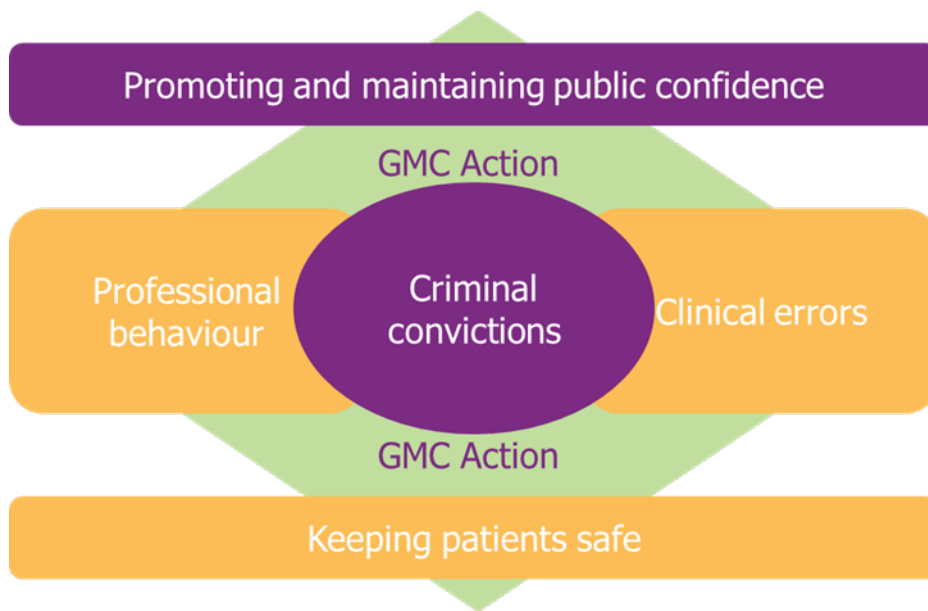 Promoting and maintaining public confidence
GMC Action
Professional
behaviour
Criminal
convictions
Clinical errors
GMC Action
Keeping patients safe